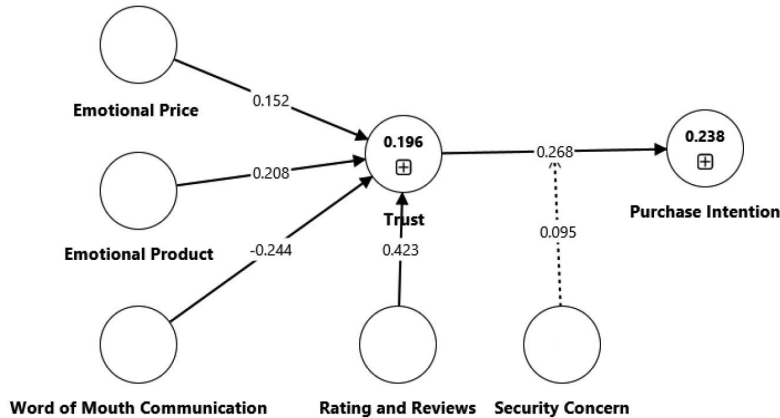 Emotional Price
0.152
0.196
Trust
0.268
0.238
Purchase Intention
0.208
Emotional Product
-0.244
0.423
0.095
Word of Mouth Communication
Rating and Reviews
Security Concern